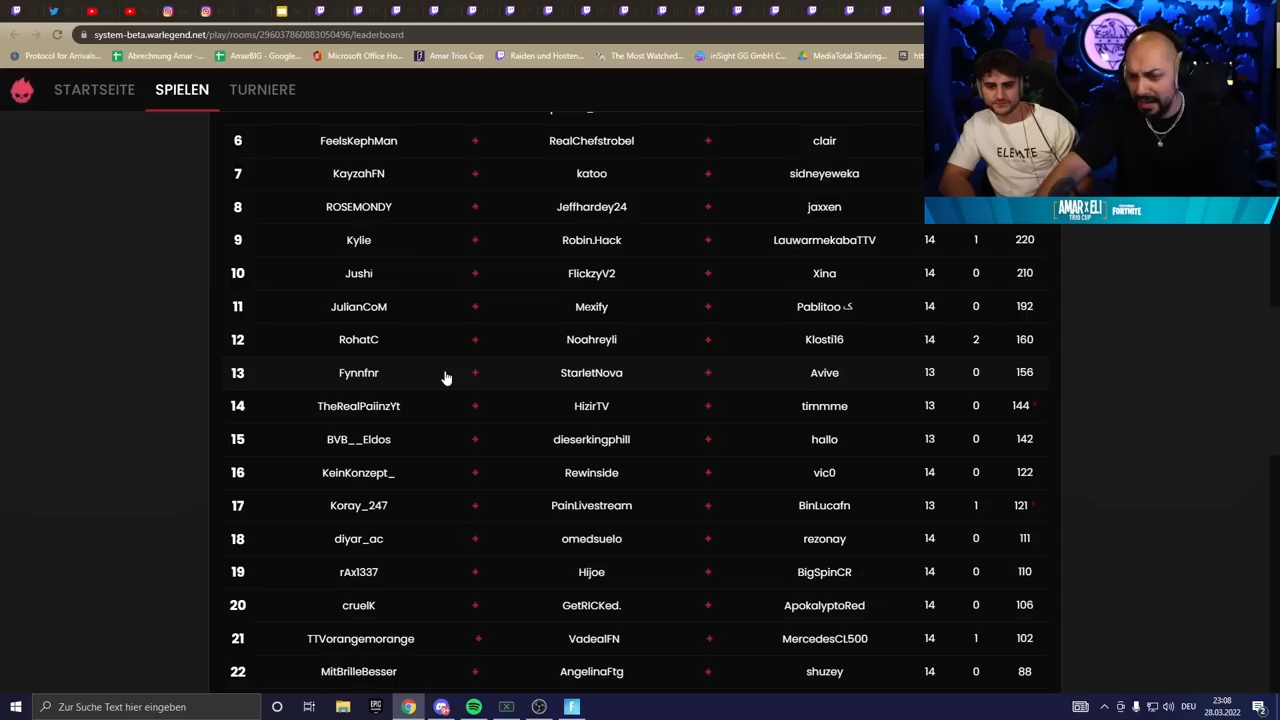 system-beta.warlegend.net/play/rooms/296037860883050496/leaderboard
Protocol for Arrivals... Abrechnung Amar -... AmarBIG - Google... Microsoft Office Ho... Amar Trios Cup Raiden und Hosten... The Most Watched... inSight GG GmbH C... MediaTotal Sharing...
STARTSEITE SPIELEN TURNIERE
6 FeelsKephMan + RealChefstrobel + clair
7 KayzahFN + katoo + sidneyeweka
8 ROSEMONDY + Jeffhardey24 + jaxxen
9 Kylie + Robin.Hack + LauwarmekabaTTV 14 1 220
10 Jushi + FlickzyV2 + Xina 14 0 210
11 JulianCoM + Mexify + Pablitoo ک 14 0 192
12 RohatC + Noahreyli + Klosti16 14 2 160
13 Fynnfnr + StarletNova + Avive 13 0 156
14 TheRealPaiinzYt + HizirTV + timmme 13 0 144
15 BVB__Eldos + dieserkingphill + hallo 13 0 142
16 KeinKonzept_ + Rewinside + vic0 14 0 122
17 Koray_247 + PainLivestream + BinLucafn 13 1 121
18 diyar_ac + omedsuelo + rezonay 14 0 111
19 rAx1337 + Hijoe + BigSpinCR 14 0 110
20 cruelK + GetRICKed. + ApokalyptoRed 14 0 106
21 TTVorangemorange + VadealFN + MercedesCL500 14 1 102
22 MitBrilleBesser + AngelinaFtg + shuzey 14 0 88
AMAR X ELI
TRIO CUP
FORTNITE
Zur Suche Text hier eingeben
DEU
23:08
28.03.2022